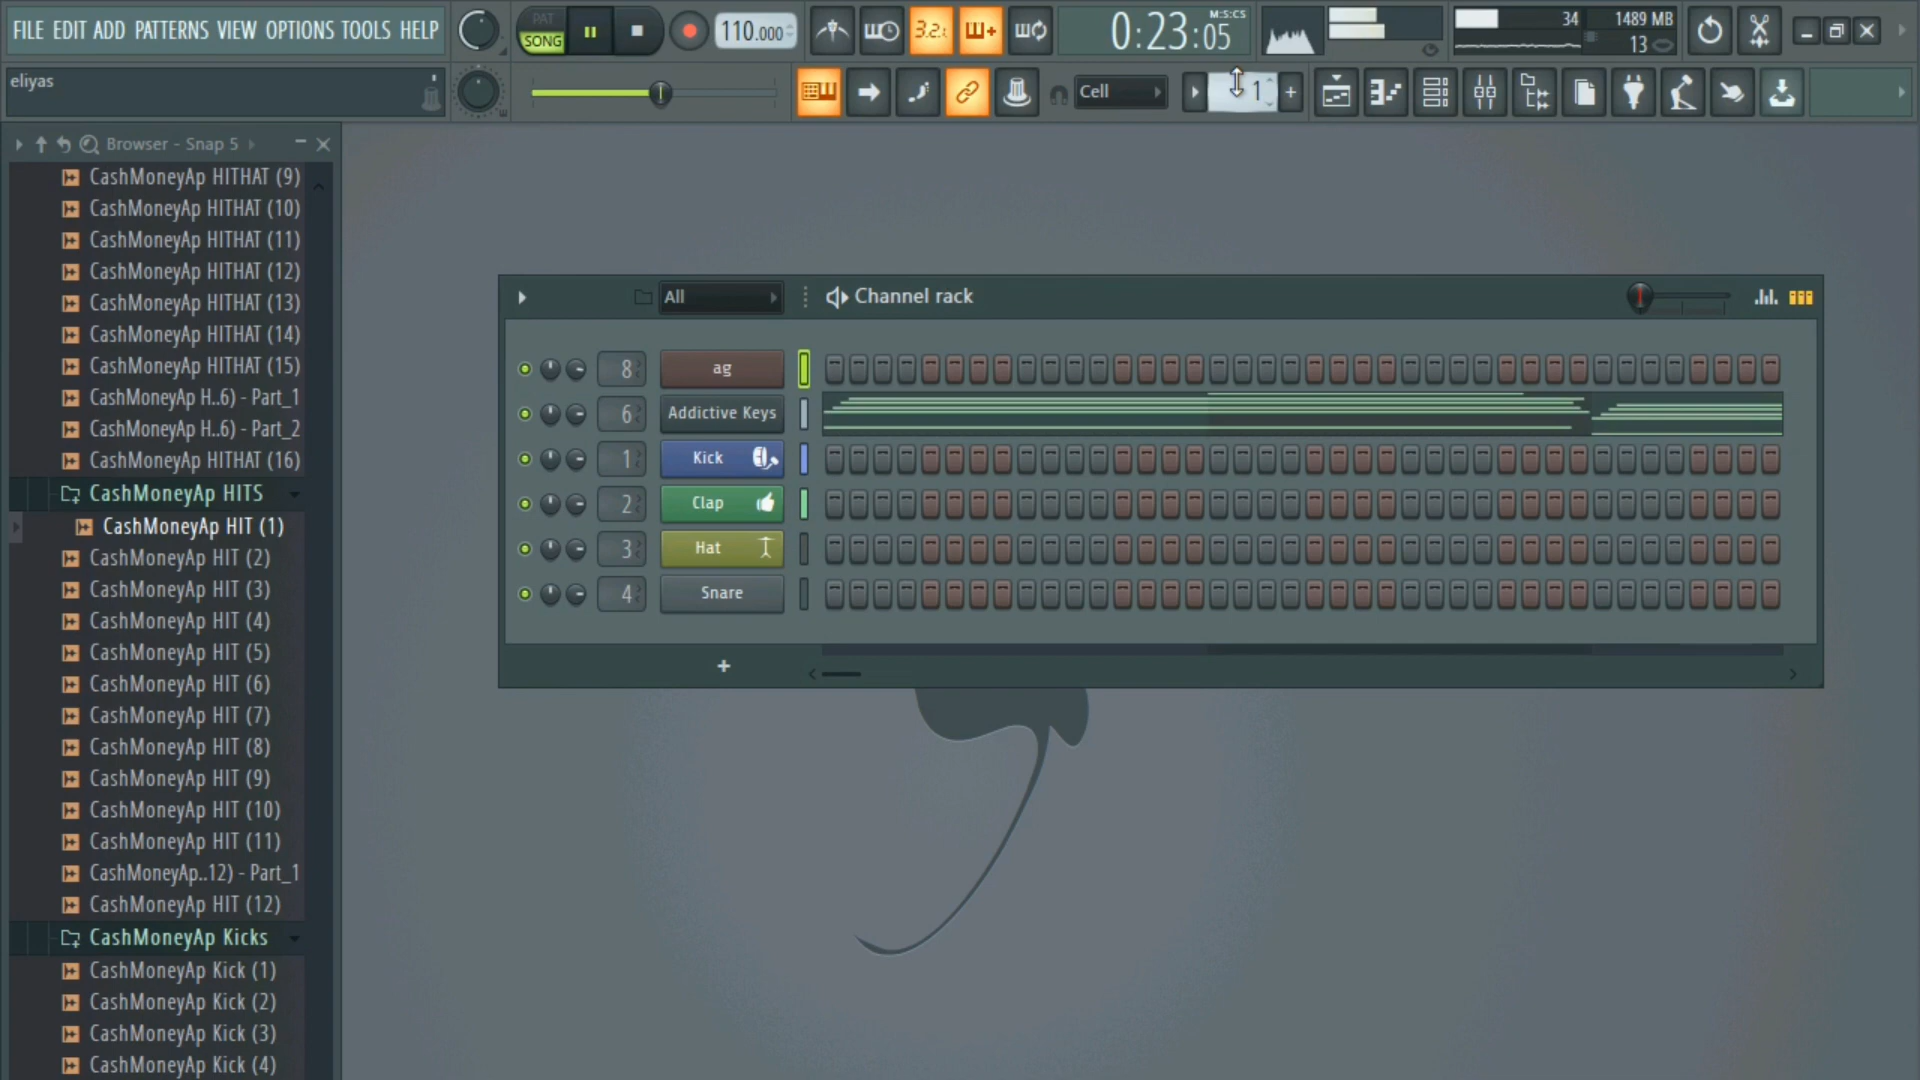 FILE EDIT ADD PATTERNS VIEW OPTIONS TOOLS HELP
PAT
SONG
110.000
3.2.
0:23:05
M:S:CS
34
1489 MB
13
eliyas
Cell
1
Browser - Snap 5
CashMoneyAp HITHAT (9)
CashMoneyAp HITHAT (10)
CashMoneyAp HITHAT (11)
CashMoneyAp HITHAT (12)
CashMoneyAp HITHAT (13)
CashMoneyAp HITHAT (14)
CashMoneyAp HITHAT (15)
CashMoneyAp H..6) - Part_1
CashMoneyAp H..6) - Part_2
CashMoneyAp HITHAT (16)
CashMoneyAp HITS
CashMoneyAp HIT (1)
CashMoneyAp HIT (2)
CashMoneyAp HIT (3)
CashMoneyAp HIT (4)
CashMoneyAp HIT (5)
CashMoneyAp HIT (6)
CashMoneyAp HIT (7)
CashMoneyAp HIT (8)
CashMoneyAp HIT (9)
CashMoneyAp HIT (10)
CashMoneyAp HIT (11)
CashMoneyAp..12) - Part_1
CashMoneyAp HIT (12)
CashMoneyAp Kicks
CashMoneyAp Kick (1)
CashMoneyAp Kick (2)
CashMoneyAp Kick (3)
CashMoneyAp Kick (4)
All
Channel rack
8 ag
6 Addictive Keys
1 Kick
2 Clap
3 Hat
4 Snare